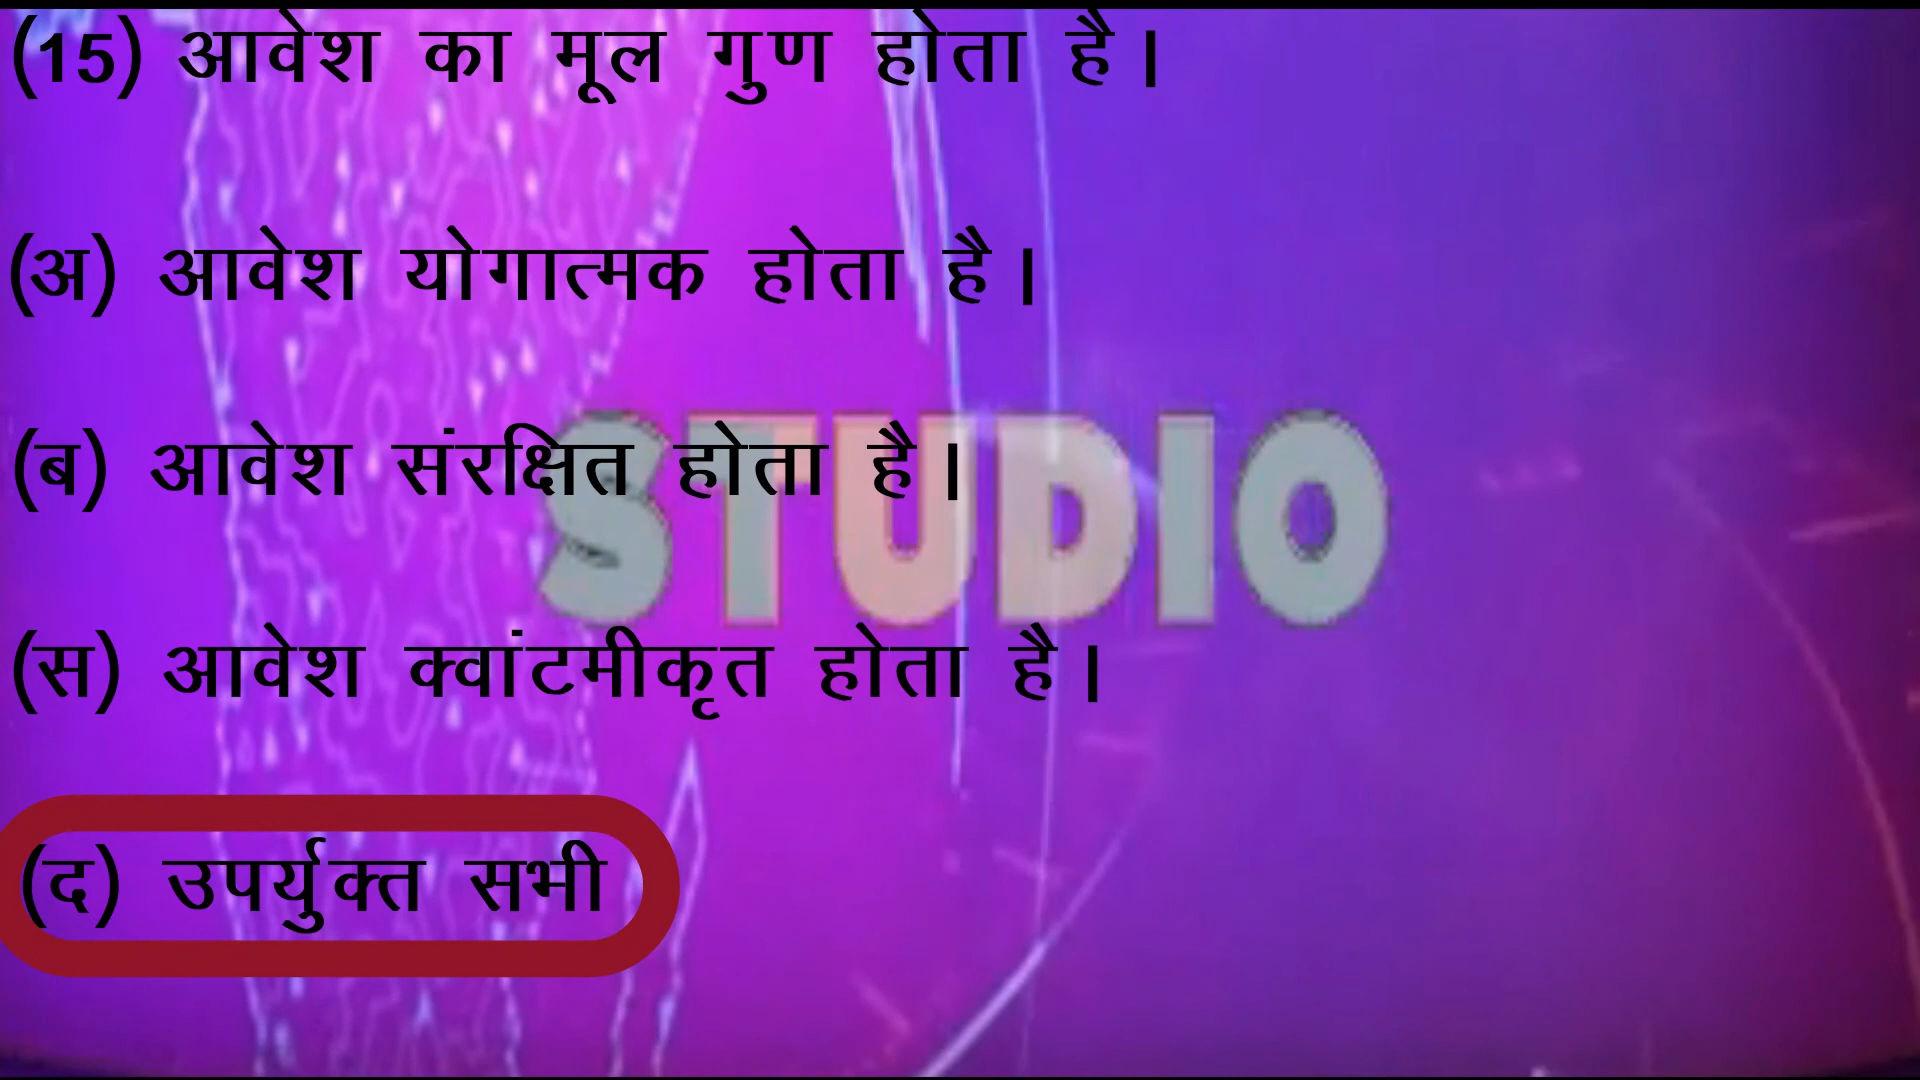 (15) आवेश का मूल गुण होता है।
(अ) आवेश योगात्मक होता है।
(ब) आवेश संरक्षित होता है।
STUDIO
(स) आवेश क्वांटमीकृत होता है।
(द) उपर्युक्त सभी